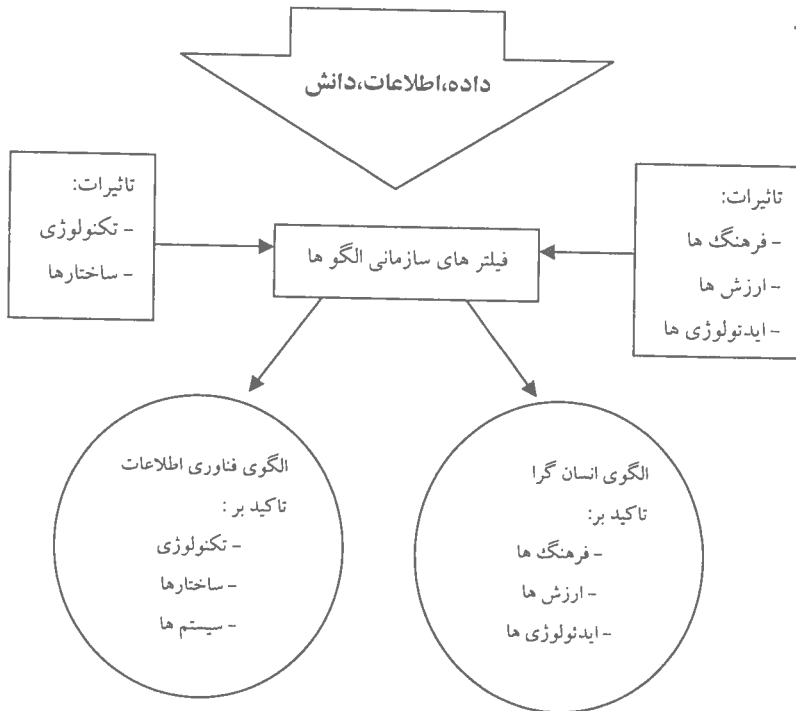 داده،اطلاعات،دانش
تاثیرات:
- فرهنگ ها
- ارزش ها
- ایدئولوژی ها
فیلتر های سازمانی الگو ها
تاثیرات:
- تکنولوژی
- ساختارها
الگوی انسان گرا
تاکید بر:
- فرهنگ ها
- ارزش ها
- ایدئولوژی ها
الگوی فناوری اطلاعات
تاکید بر :
- تکنولوژی
- ساختارها
- سیستم ها